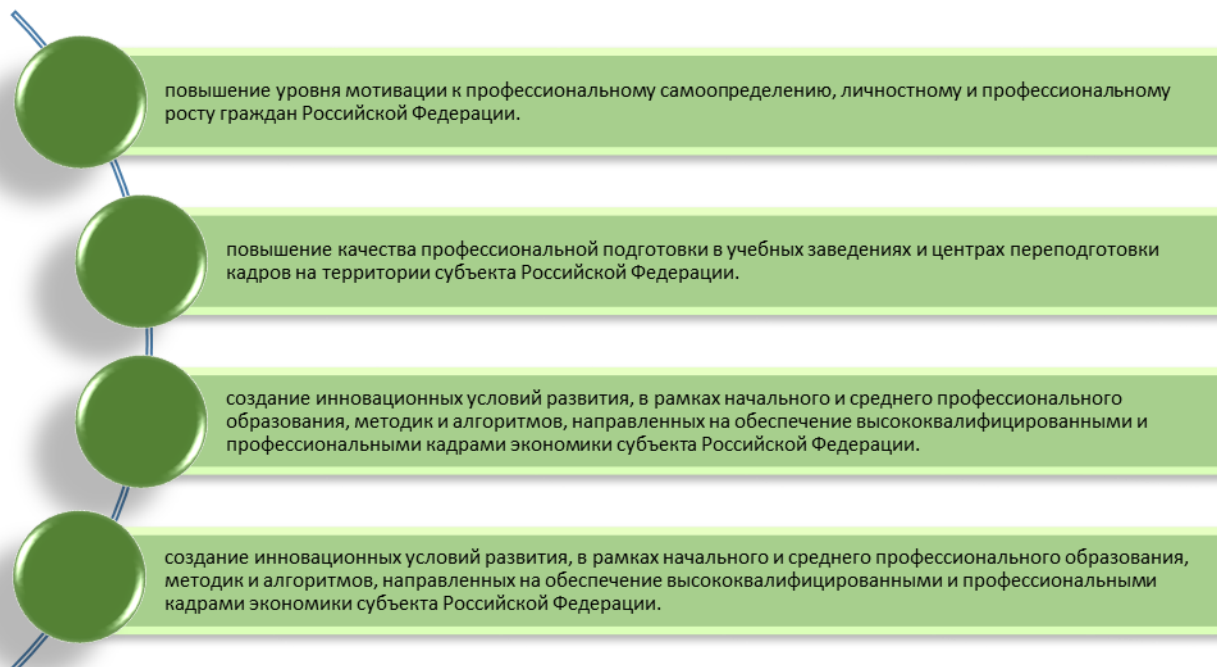 повышение уровня мотивации к профессиональному самоопределению, личностному и профессиональному
росту граждан Российской Федерации.
повышение качества профессиональной подготовки в учебных заведениях и центрах переподготовки
кадров на территории субъекта Российской Федерации.
создание инновационных условий развития, в рамках начального и среднего профессионального
образования, методик и алгоритмов, направленных на обеспечение высококвалифицированными и
профессиональными кадрами экономики субъекта Российской Федерации.
создание инновационных условий развития, в рамках начального и среднего профессионального образования,
методик и алгоритмов, направленных на обеспечение высококвалифицированными и профессиональными
кадрами экономики субъекта Российской Федерации.